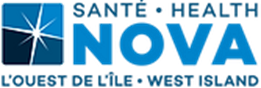 SANTÉ • HEALTH
NOVA
L'OUEST DE L'ÎLE • WEST ISLAND